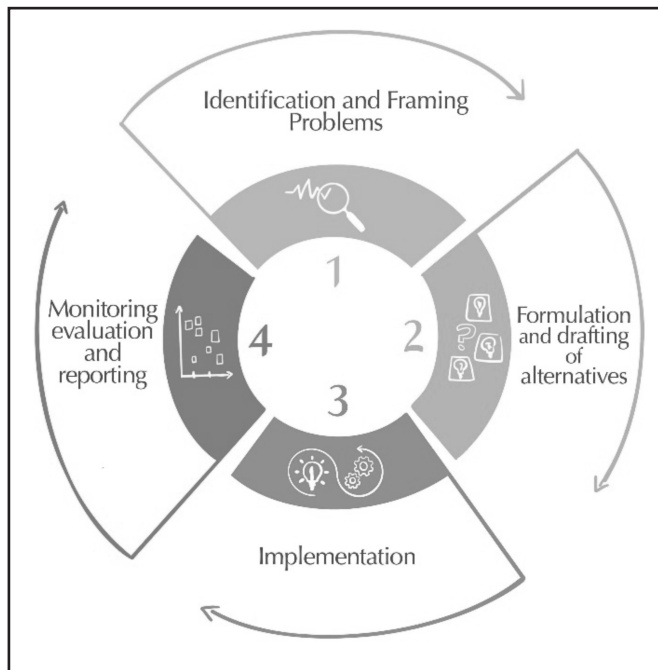 Identification and Framing
Problems
1
Formulation
and drafting
of
alternatives
2
3
Implementation
Monitoring
evaluation
and
reporting
4
?